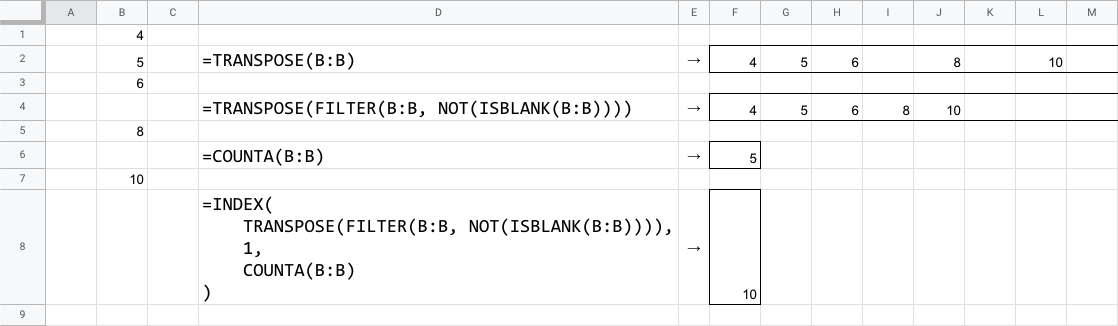 A B C D E F G H I J K L M
1 4
2 5 =TRANSPOSE(B:B) → 4 5 6 8 10
3 6
4 =TRANSPOSE(FILTER(B:B, NOT(ISBLANK(B:B)))) → 4 5 6 8 10
5 8
6 =COUNTA(B:B) → 5
7 10
8 =INDEX(
TRANSPOSE(FILTER(B:B, NOT(ISBLANK(B:B)))),
1, →
COUNTA(B:B)
) 10
9